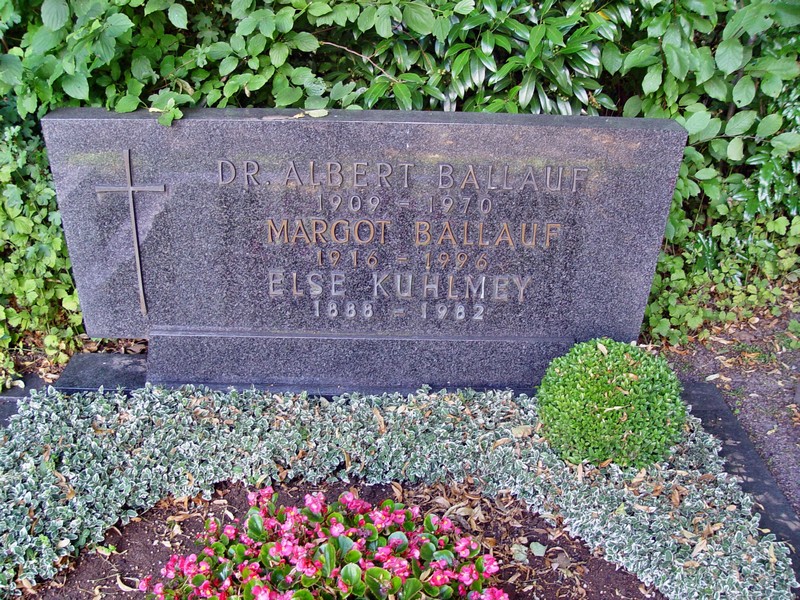 DR. ALBERT BALLAUF
1909 - 1970
MARGOT BALLAUF
1916 - 1996
ELSE KUHLMEY
1888 - 1982